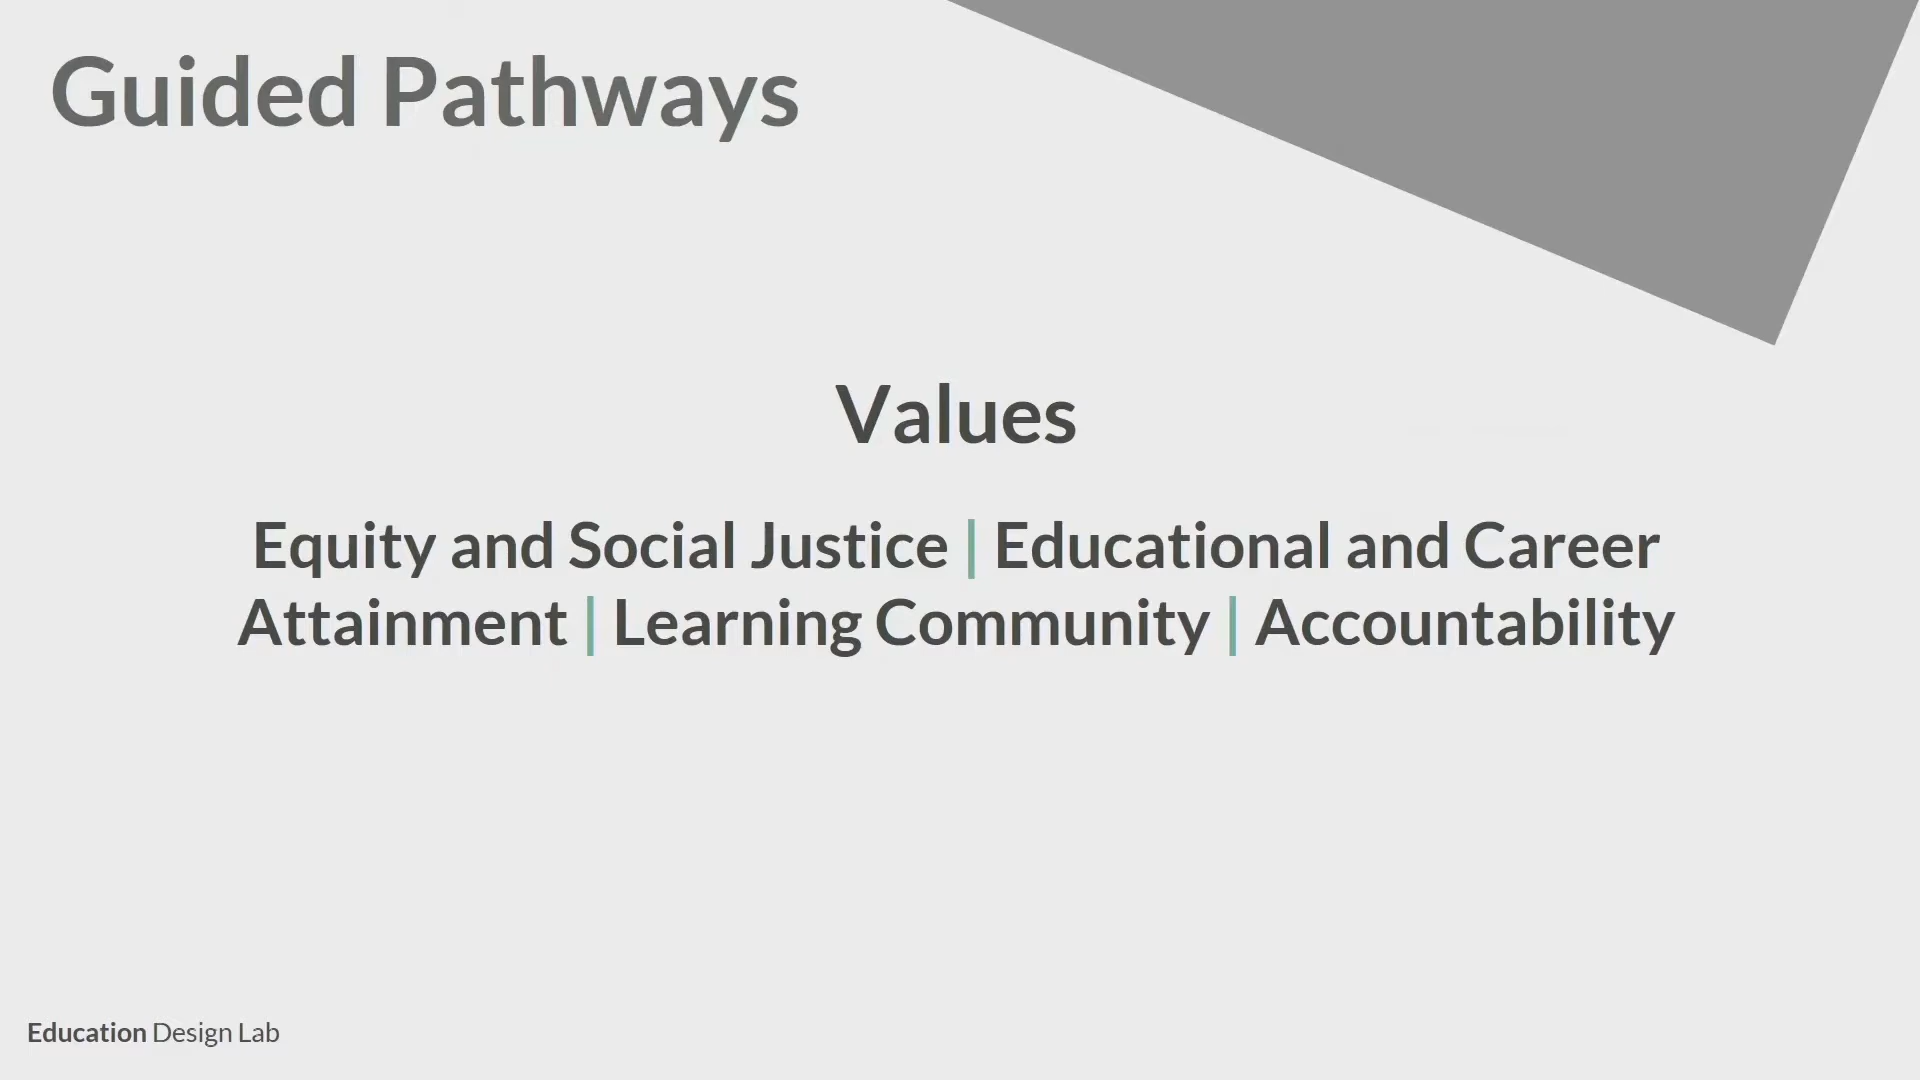 Guided Pathways
Values
Equity and Social Justice | Educational and Career
Attainment | Learning Community | Accountability
Education Design Lab